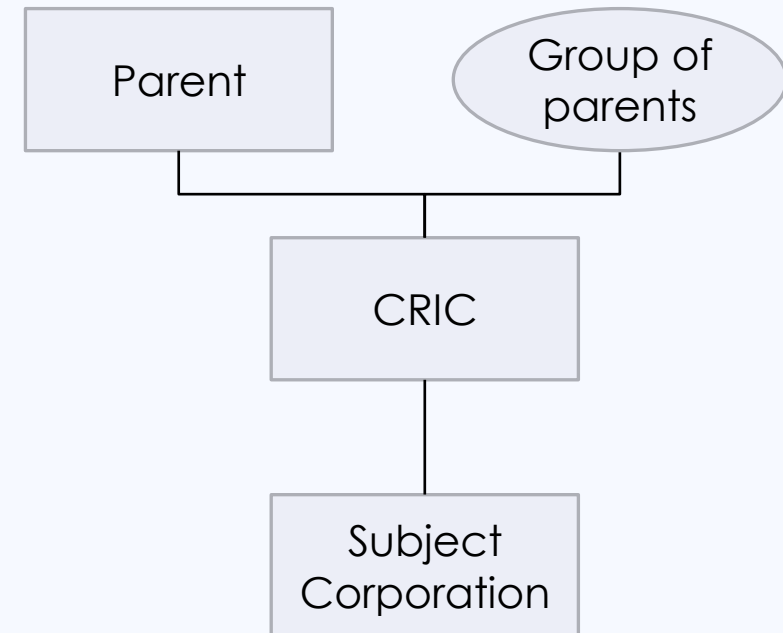 Parent
Group of
parents
CRIC
Subject
Corporation